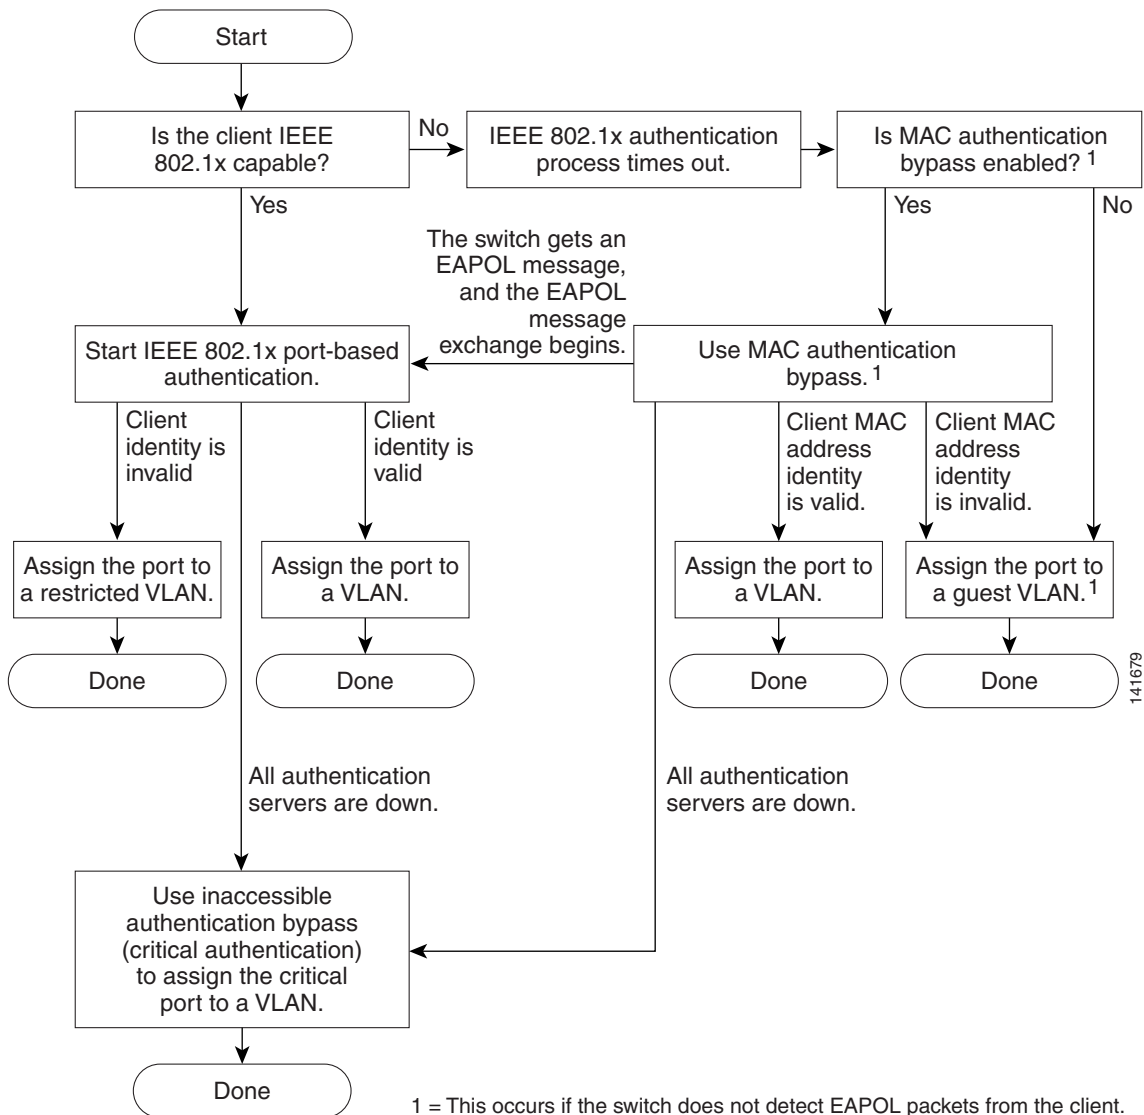 Start
Is the client IEEE
802.1x capable?
No
IEEE 802.1x authentication
process times out.
Is MAC authentication
bypass enabled? 1
Yes
Yes
No
The switch gets an
EAPOL message,
and the EAPOL
message
exchange begins.
Start IEEE 802.1x port-based
authentication.
Use MAC authentication
bypass. 1
Client
identity is
invalid
Client
identity is
valid
Client MAC
address
identity
is valid.
Client MAC
address
identity
is invalid.
Assign the port to
a restricted VLAN.
Assign the port to
a VLAN.
Assign the port to
a VLAN.
Assign the port to
a guest VLAN. 1
Done
Done
Done
Done
141679
All authentication
servers are down.
All authentication
servers are down.
Use inaccessible
authentication bypass
(critical authentication)
to assign the critical
port to a VLAN.
Done
1 = This occurs if the switch does not detect EAPOL packets from the client.